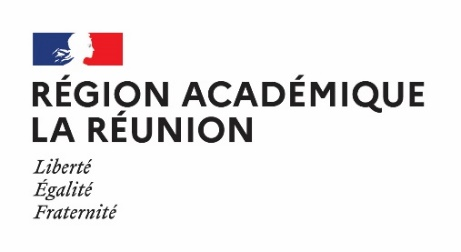 RÉGION ACADÉMIQUE
LA RÉUNION
Liberté
Égalité
Fraternité